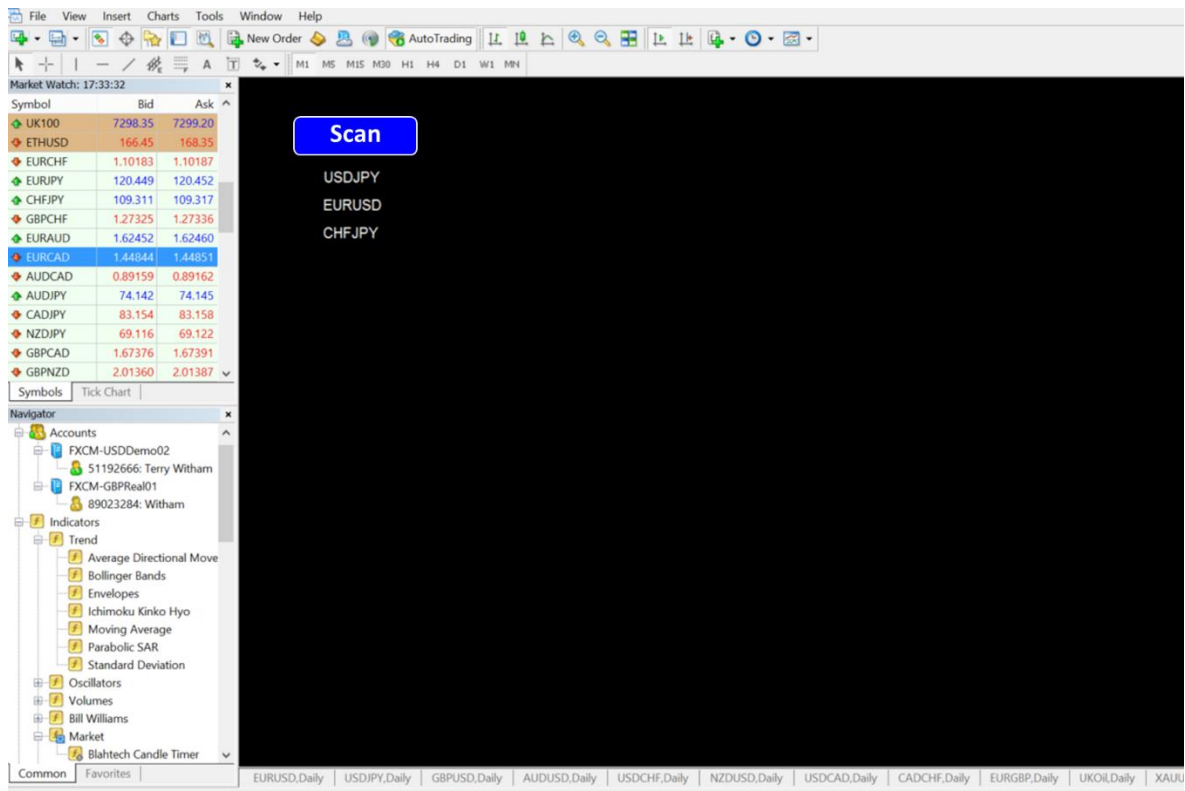 File View Insert Charts Tools Window Help
New Order AutoTrading
A T M1 M5 M15 M30 H1 H4 D1 W1 MN
Market Watch: 17:33:32
Symbol Bid Ask
UK100 7298.35 7299.20
ETHUSD 166.45 168.35
EURCHF 1.10183 1.10187
EURJPY 120.449 120.452
CHFJPY 109.311 109.317
GBPCHF 1.27325 1.27336
EURAUD 1.62452 1.62460
EURCAD 1.44844 1.44851
AUDCAD 0.89159 0.89162
AUDJPY 74.142 74.145
CADJPY 83.154 83.158
NZDJPY 69.116 69.122
GBPCAD 1.67376 1.67391
GBPNZD 2.01360 2.01387
Symbols Tick Chart
Navigator
Accounts
FXCM-USDDemo02
51192666: Terry Witham
FXCM-GBPReal01
89023284: Witham
Indicators
Trend
Average Directional Move
Bollinger Bands
Envelopes
Ichimoku Kinko Hyo
Moving Average
Parabolic SAR
Standard Deviation
Oscillators
Volumes
Bill Williams
Market
Blahtech Candle Timer
Common Favorites
Scan
USDJPY
EURUSD
CHFJPY
EURUSD,Daily USDJPY,Daily GBPUSD,Daily AUDUSD,Daily USDCHF,Daily NZDUSD,Daily USDCAD,Daily CADCHF,Daily EURGBP,Daily UKOil,Daily XAUU